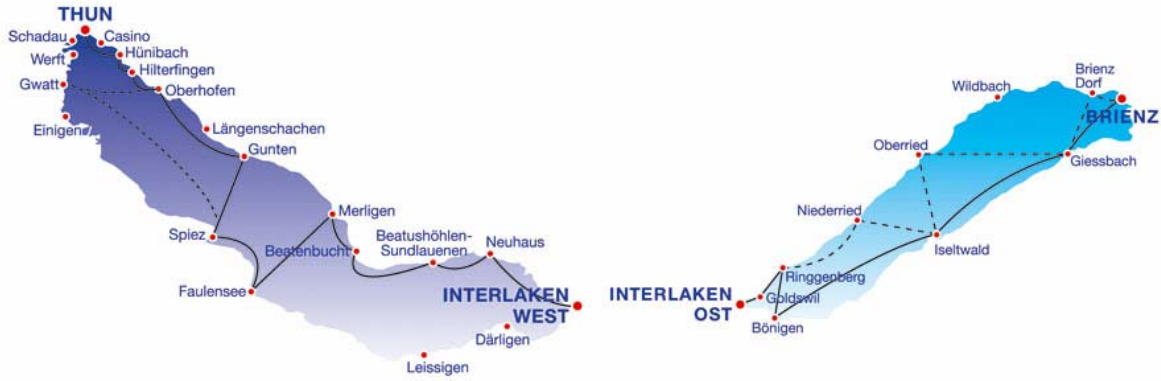 THUN
Schadau
Casino
Werft
Hünibach
Hilterfingen
Gwatt
Oberhofen
Einigen
Längenschachen
Gunten
Merligen
Spiez
Beatenbucht
Beatushöhlen-
Sundlauenen
Neuhaus
Faulensee
INTERLAKEN
WEST
Därligen
Leissigen
Wildbach
Brienz
Dorf
BRIENZ
Oberried
Giessbach
Niederried
Iseltwald
Ringgenberg
INTERLAKEN
OST
Goldswil
Bönigen